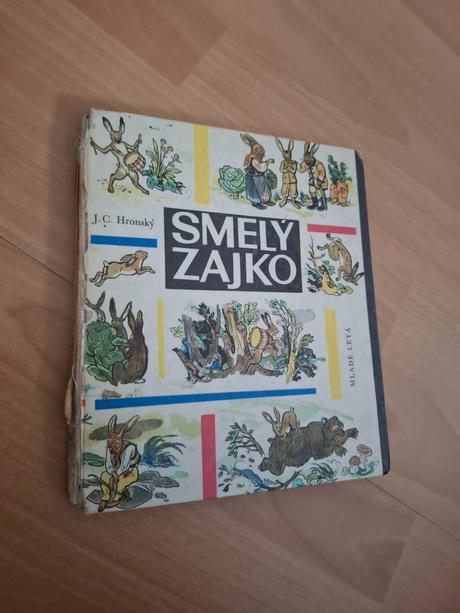 J. C. Hronský
SMELÝ
ZAJKO
MLADÉ LETÁ